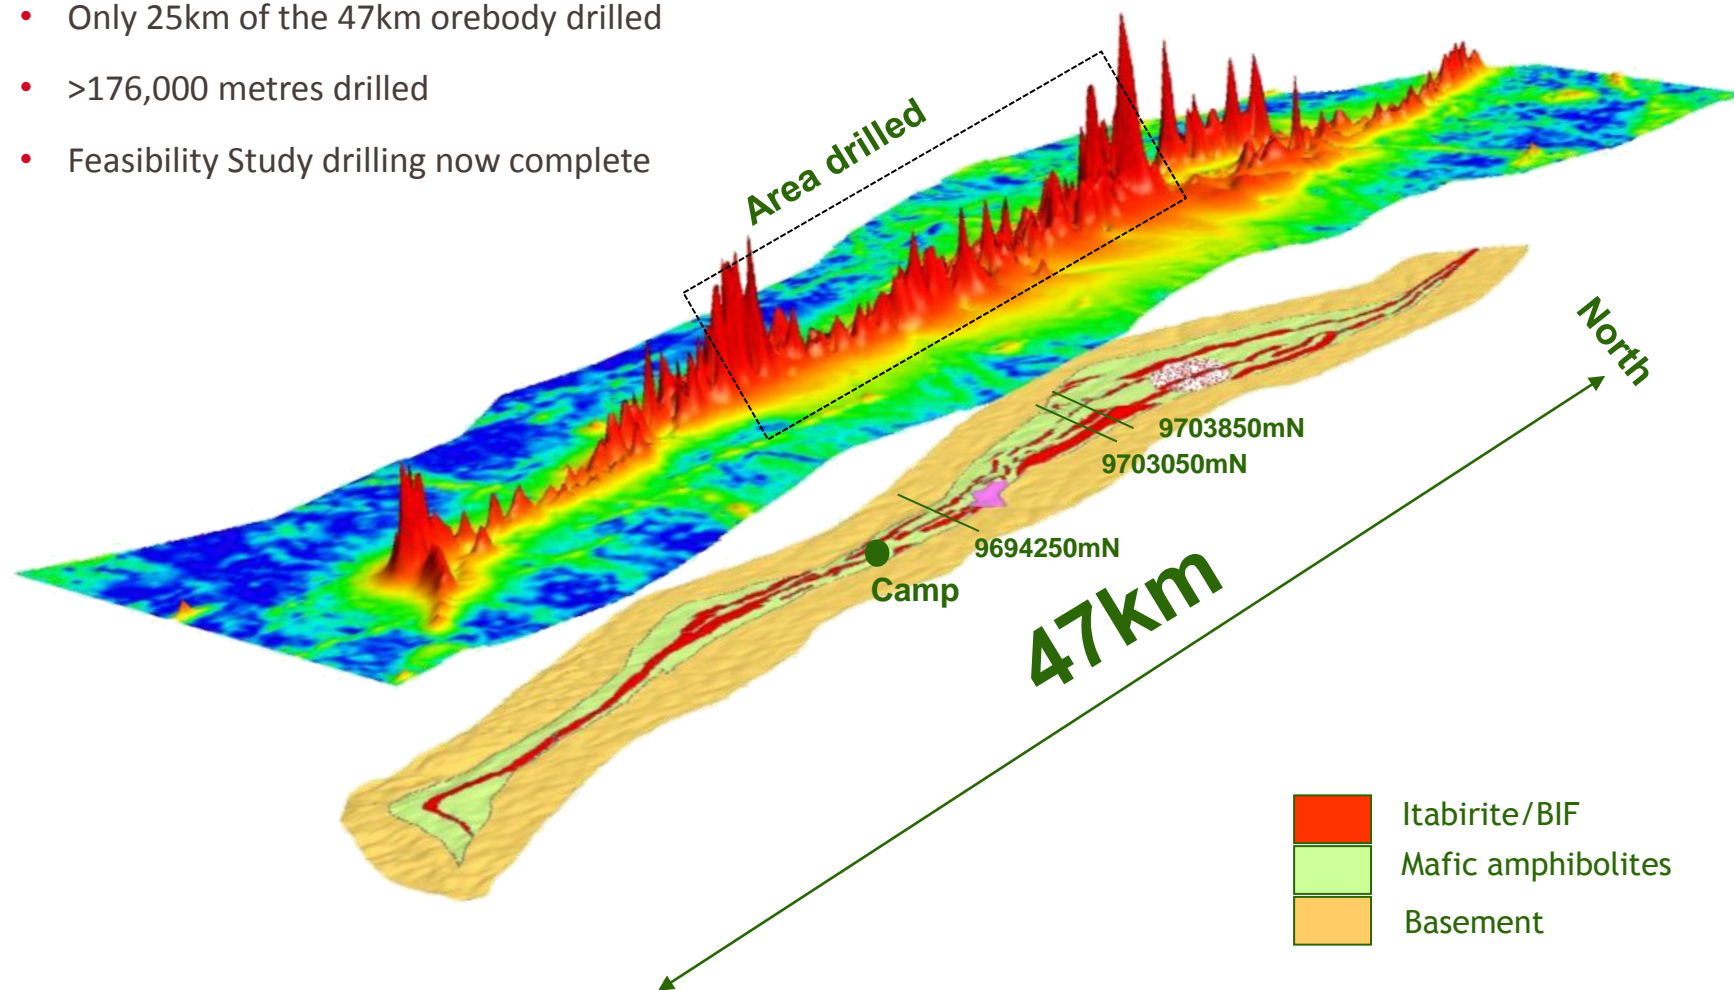 • Only 25km of the 47km orebody drilled
• >176,000 metres drilled
• Feasibility Study drilling now complete
Area drilled
North
9703850mN
9703050mN
9694250mN
Camp
47km
Itabirite/BIF
Mafic amphibolites
Basement